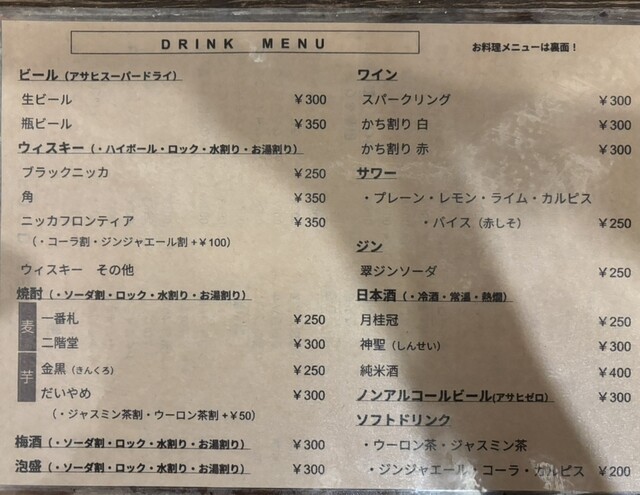 DRINK MENU
お料理メニューは裏面！
ビール（アサヒスーパードライ）
生ビール ￥300
瓶ビール ￥350
ウィスキー（・ハイボール・ロック・水割り・お湯割り）
ブラックニッカ ￥250
角 ￥350
ニッカフロンティア ￥350
（・コーラ割・ジンジャエール割 +￥100）
ウィスキー その他
焼酎（・ソーダ割・ロック・水割り・お湯割り）
麦
一番札 ￥250
二階堂 ￥300
芋
金黒（きんくろ） ￥250
だいやめ ￥300
（・ジャスミン茶割・ウーロン茶割 +￥50）
梅酒（・ソーダ割・ロック・水割り・お湯割り） ￥300
泡盛（・ソーダ割・ロック・水割り・お湯割り） ￥300
ワイン
スパークリング ￥300
かち割り 白 ￥300
かち割り 赤 ￥300
サワー
・プレーン・レモン・ライム・カルピス
・バイス（赤しそ） ￥250
ジン
翠ジンソーダ ￥250
日本酒（・冷酒・常温・熱燗）
月桂冠 ￥250
神聖（しんせい） ￥300
純米酒 ￥400
ノンアルコールビール(アサヒゼロ) ￥300
ソフトドリンク
・ウーロン茶・ジャスミン茶
・ジンジャエール・コーラ・カルピス ￥200